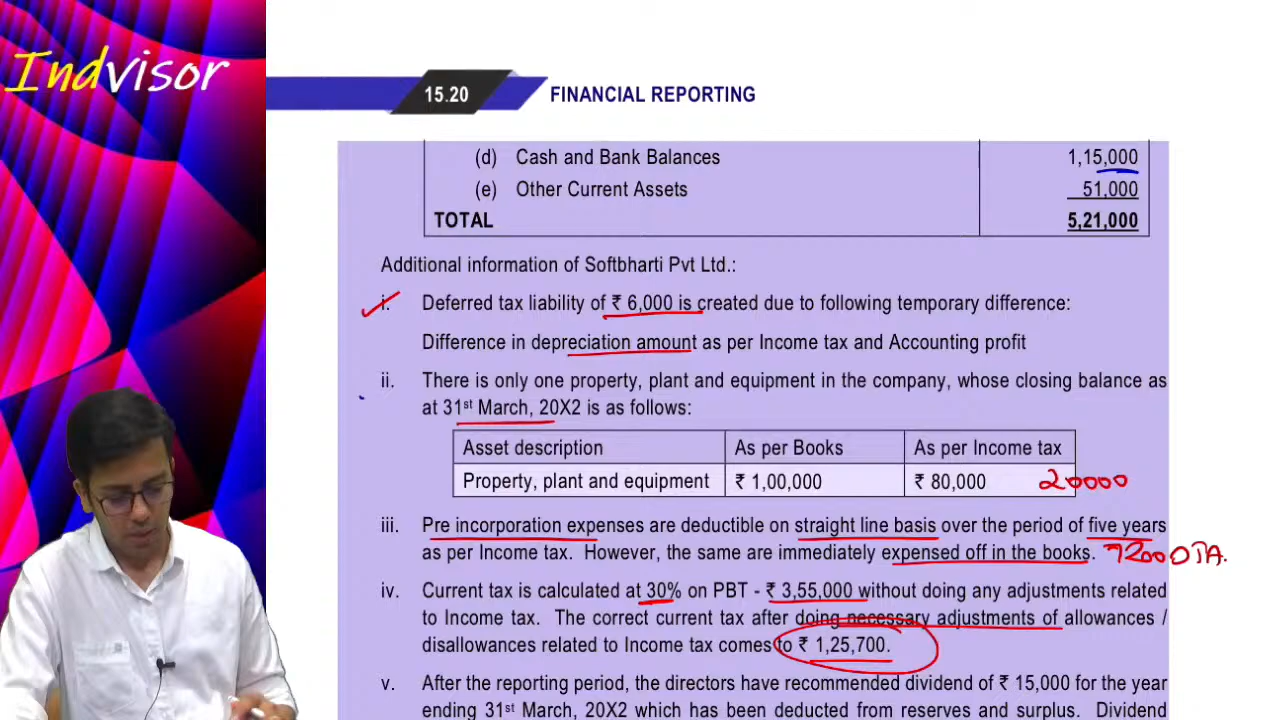 Indvisor
15.20 FINANCIAL REPORTING
(d) Cash and Bank Balances 1,15,000
(e) Other Current Assets 51,000
TOTAL 5,21,000
Additional information of Softbharti Pvt Ltd.:
i. Deferred tax liability of ₹ 6,000 is created due to following temporary difference:
Difference in depreciation amount as per Income tax and Accounting profit
ii. There is only one property, plant and equipment in the company, whose closing balance as
at 31st March, 20X2 is as follows:
Asset description As per Books As per Income tax
Property, plant and equipment ₹ 1,00,000 ₹ 80,000 20000
iii. Pre incorporation expenses are deductible on straight line basis over the period of five years
as per Income tax. However, the same are immediately expensed off in the books. 7200 DTA.
iv. Current tax is calculated at 30% on PBT - ₹ 3,55,000 without doing any adjustments related
to Income tax. The correct current tax after doing necessary adjustments of allowances /
disallowances related to Income tax comes to ₹ 1,25,700.
v. After the reporting period, the directors have recommended dividend of ₹ 15,000 for the year
ending 31st March, 20X2 which has been deducted from reserves and surplus. Dividend